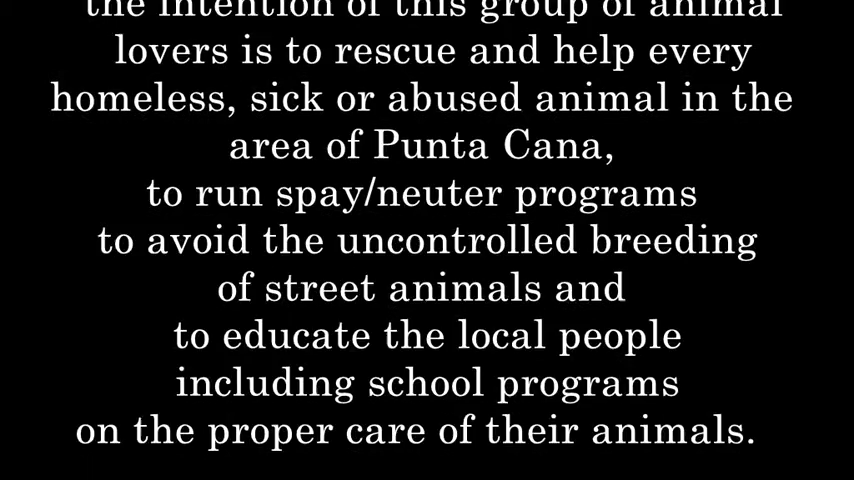 the intention of this group of animal
lovers is to rescue and help every
homeless, sick or abused animal in the
area of Punta Cana,
to run spay/neuter programs
to avoid the uncontrolled breeding
of street animals and
to educate the local people
including school programs
on the proper care of their animals.